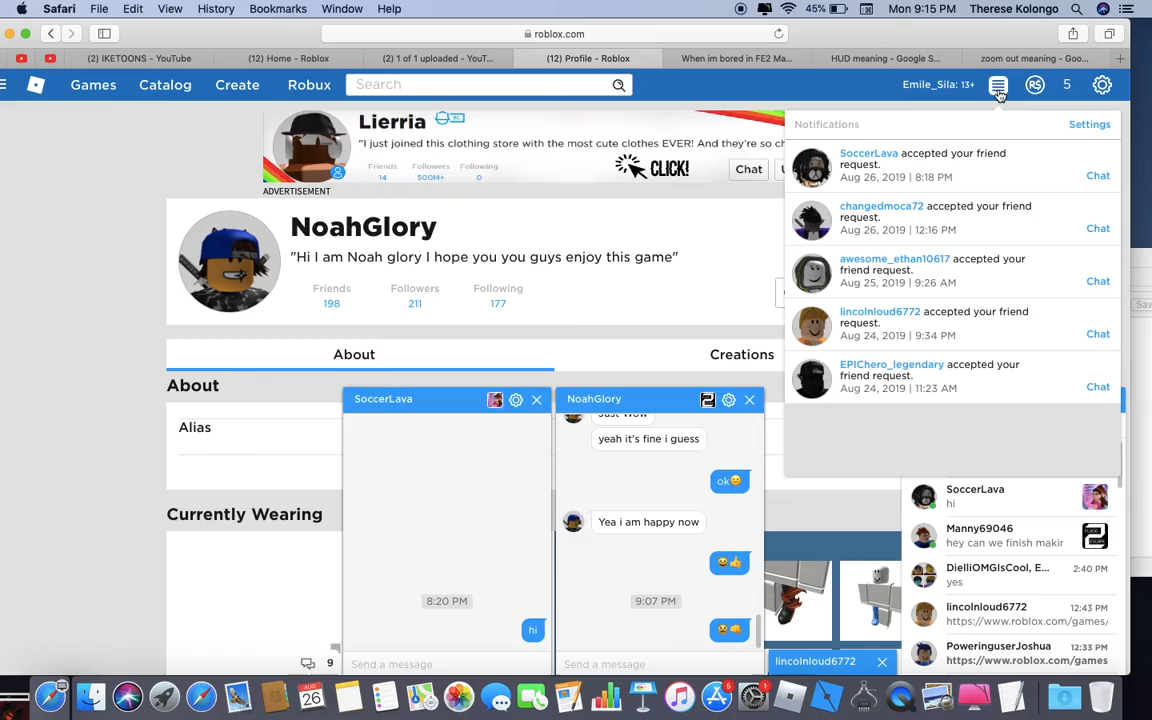 Safari File Edit View History Bookmarks Window Help 45% Mon 9:15 PM Therese Kolongo
roblox.com
(2) IKETOONS - YouTube (12) Home - Roblox (2) 1 of 1 uploaded - YouT... (12) Profile - Roblox When im bored in FE2 Ma... HUD meaning - Google S... zoom out meaning - Goo...
Games Catalog Create Robux Search Emile_Sila: 13+ R$ 5
Lierria BC
"I just joined this clothing store with the most cute clothes EVER! And they're so ch
Friends Followers Following
14 500M+ 0
CLICK!
Chat
ADVERTISEMENT
NoahGlory
"Hi I am Noah glory I hope you you guys enjoy this game"
Friends Followers Following
198 211 177
Notifications Settings
SoccerLava accepted your friend
request.
Aug 26, 2019 | 8:18 PM Chat
changedmoca72 accepted your friend
request.
Aug 26, 2019 | 12:16 PM Chat
awesome_ethan10617 accepted your
friend request.
Aug 25, 2019 | 9:26 AM Chat
lincolnloud6772 accepted your friend
request.
Aug 24, 2019 | 9:34 PM Chat
EPIChero_legendary accepted your
friend request.
Aug 24, 2019 | 11:23 AM Chat
Sav
About Creations
About
Alias
Currently Wearing
9
SoccerLava
8:20 PM
hi
Send a message
NoahGlory
Just Wow
yeah it's fine i guess
ok😊
Yea i am happy now
😆👍
9:07 PM
😢👊
Send a message
lincolnloud6772
SoccerLava
hi
Manny69046
hey can we finish makir
DielliOMGIsCool, E... 2:40 PM
yes
lincolnloud6772 12:43 PM
https://www.roblox.com/games/
PoweringuserJoshua 12:33 PM
https://www.roblox.com/games
AUG
26
5
1